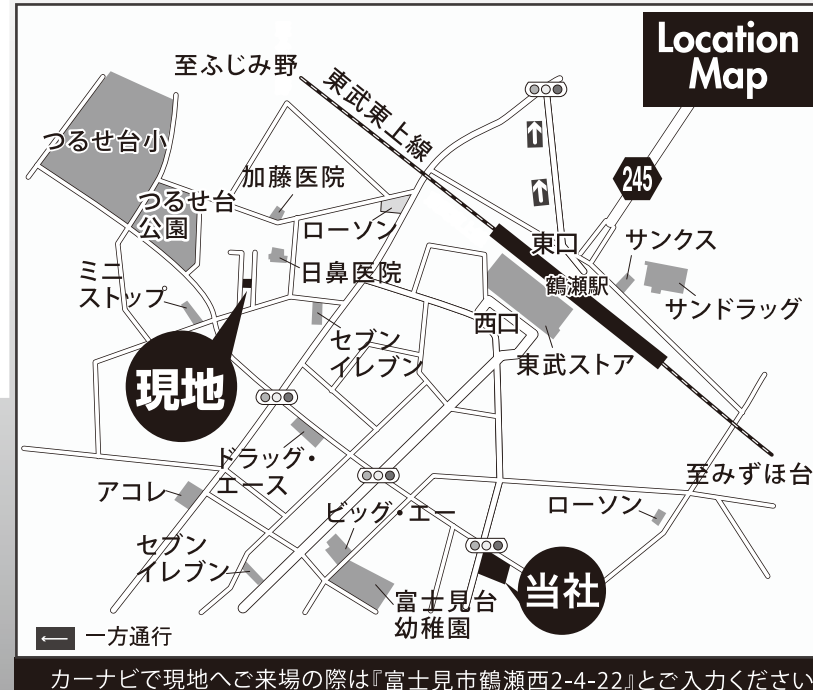 Location
Map
至ふじみ野
東武東上線
つるせ台小
加藤医院
245
つるせ台
公園
ローソン
東口
サンクス
日鼻医院
鶴瀬駅
ミニ
ストップ
サンドラッグ
西口
セブン
イレブン
東武ストア
現地
ドラッグ・
エース
至みずほ台
アコレ
ビッグ・エー
ローソン
セブン
イレブン
当社
富士見台
幼稚園
一方通行
カーナビで現地へご来場の際は『富士見市鶴瀬西2-4-22』とご入力ください